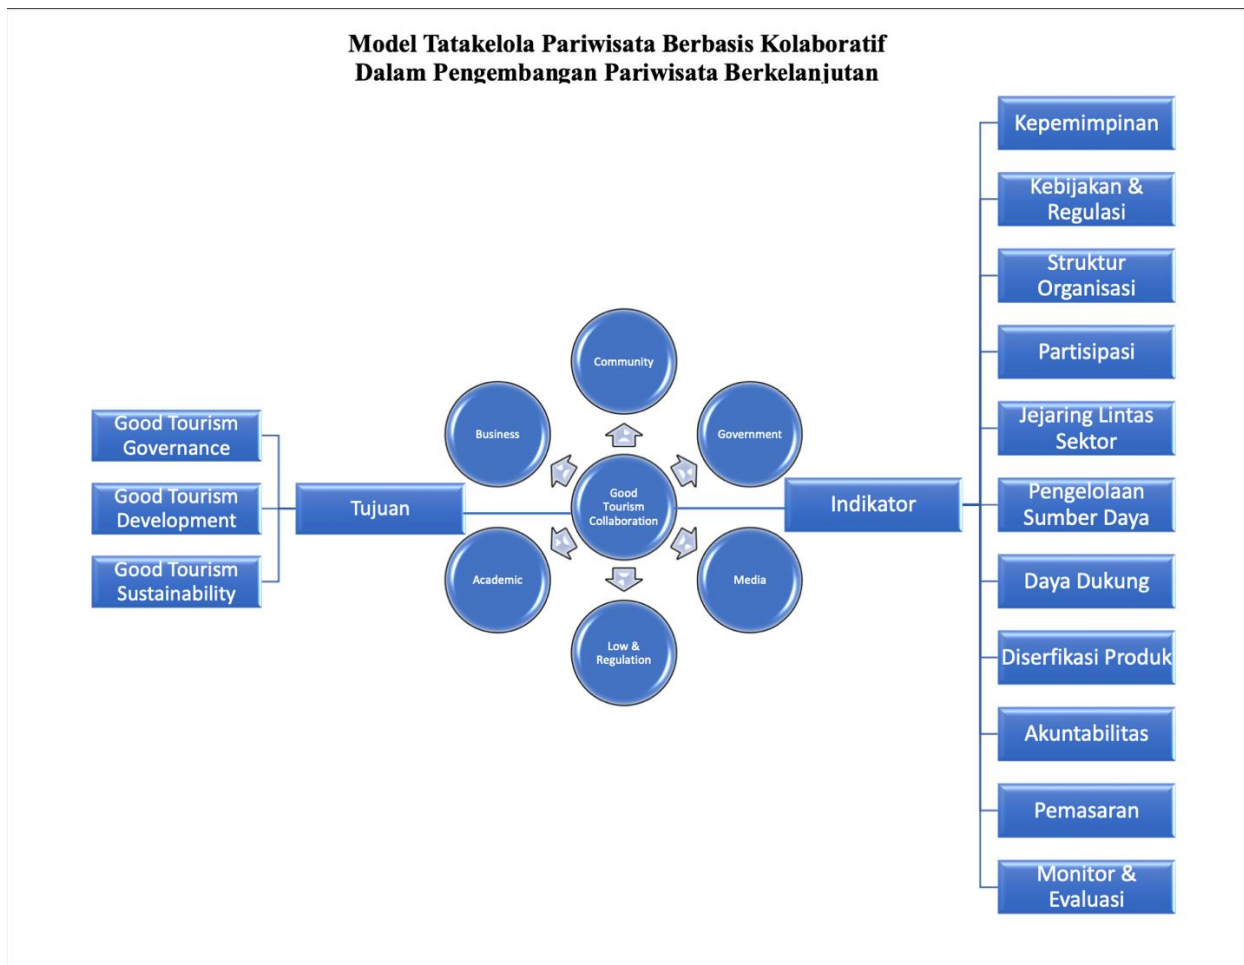 Model Tatakelola Pariwisata Berbasis Kolaboratif
Dalam Pengembangan Pariwisata Berkelanjutan
Good Tourism
Governance
Good Tourism
Development
Good Tourism
Sustainability
Tujuan
Community
Business
Government
Good
Tourism
Collaboration
Academic
Media
Low &
Regulation
Indikator
Kepemimpinan
Kebijakan &
Regulasi
Struktur
Organisasi
Partisipasi
Jejaring Lintas
Sektor
Pengelolaan
Sumber Daya
Daya Dukung
Diserfikasi Produk
Akuntabilitas
Pemasaran
Monitor &
Evaluasi